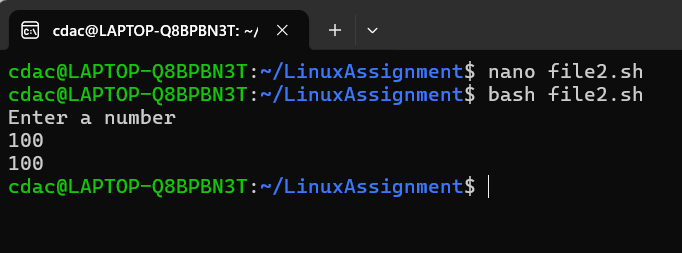 cdac@LAPTOP-Q8BPBN3T: ~/
cdac@LAPTOP-Q8BPBN3T:~/LinuxAssignment$ nano file2.sh
cdac@LAPTOP-Q8BPBN3T:~/LinuxAssignment$ bash file2.sh
Enter a number
100
100
cdac@LAPTOP-Q8BPBN3T:~/LinuxAssignment$